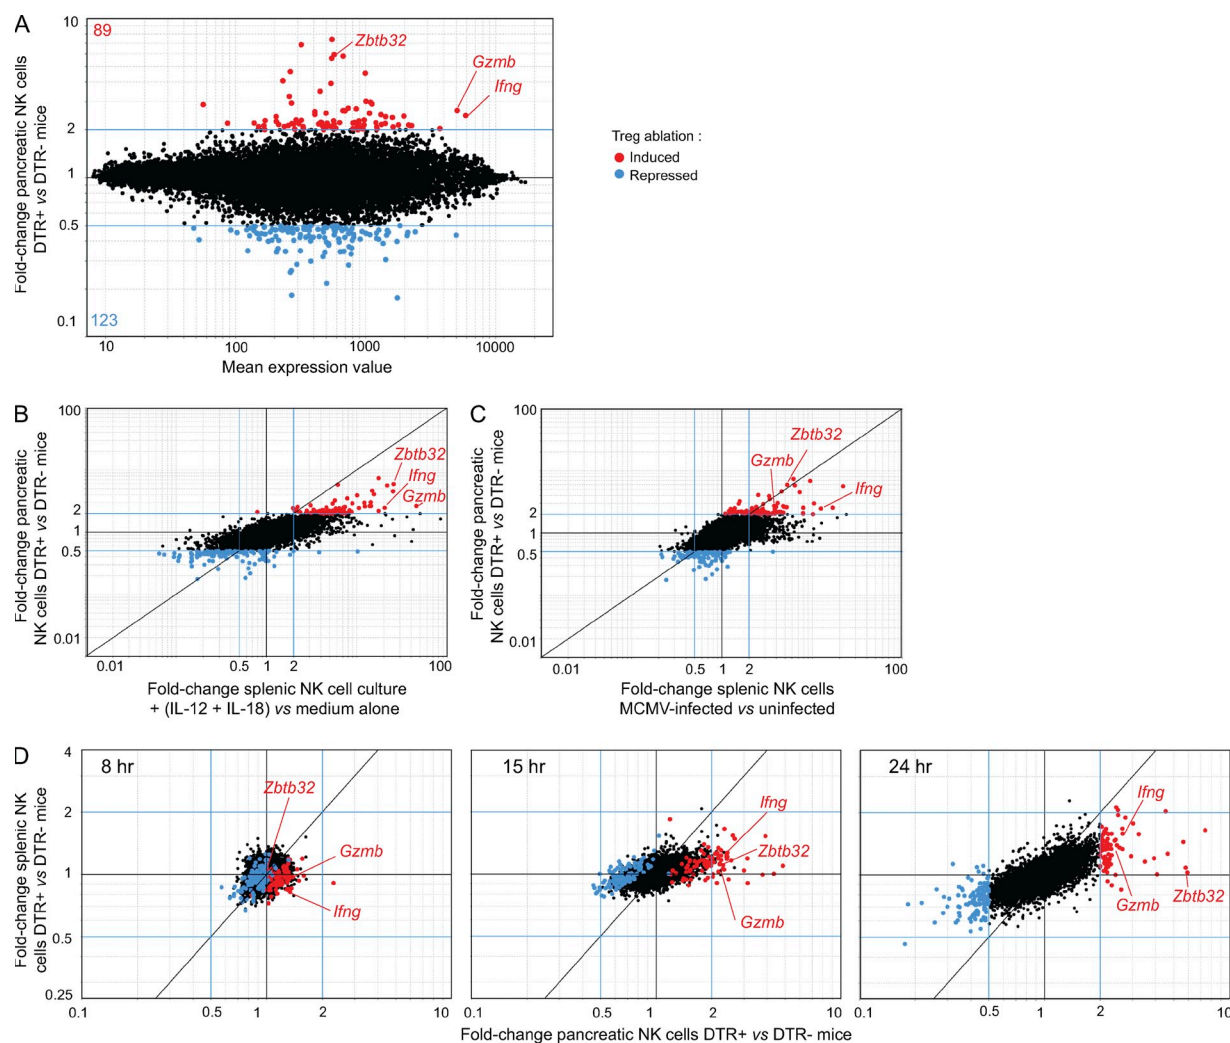 A
Fold-change pancreatic NK cells
DTR+ vs DTR- mice
10
2
1
0.5
0.1
89
123
Zbtb32
Gzmb
Ifng
10
100
1000
10000
Mean expression value
Treg ablation :
Induced
Repressed
B
Fold-change pancreatic
NK cells DTR+ vs DTR- mice
100
2
1
0.5
0.01
Zbtb32
Ifng
Gzmb
0.01
0.5
1
2
100
Fold-change splenic NK cell culture
+ (IL-12 + IL-18) vs medium alone
C
Fold-change pancreatic
NK cells DTR+ vs DTR- mice
100
2
1
0.5
0.01
Zbtb32
Gzmb
Ifng
0.01
0.5
1
2
100
Fold-change splenic NK cells
MCMV-infected vs uninfected
D
Fold-change splenic NK
cells DTR+ vs DTR- mice
4
2
1
0.5
0.25
8 hr
Zbtb32
Gzmb
Ifng
0.1
0.5
1
2
10
15 hr
Ifng
Zbtb32
Gzmb
0.1
0.5
1
2
10
24 hr
Ifng
Gzmb
Zbtb32
0.1
0.5
1
2
10
Fold-change pancreatic NK cells DTR+ vs DTR- mice